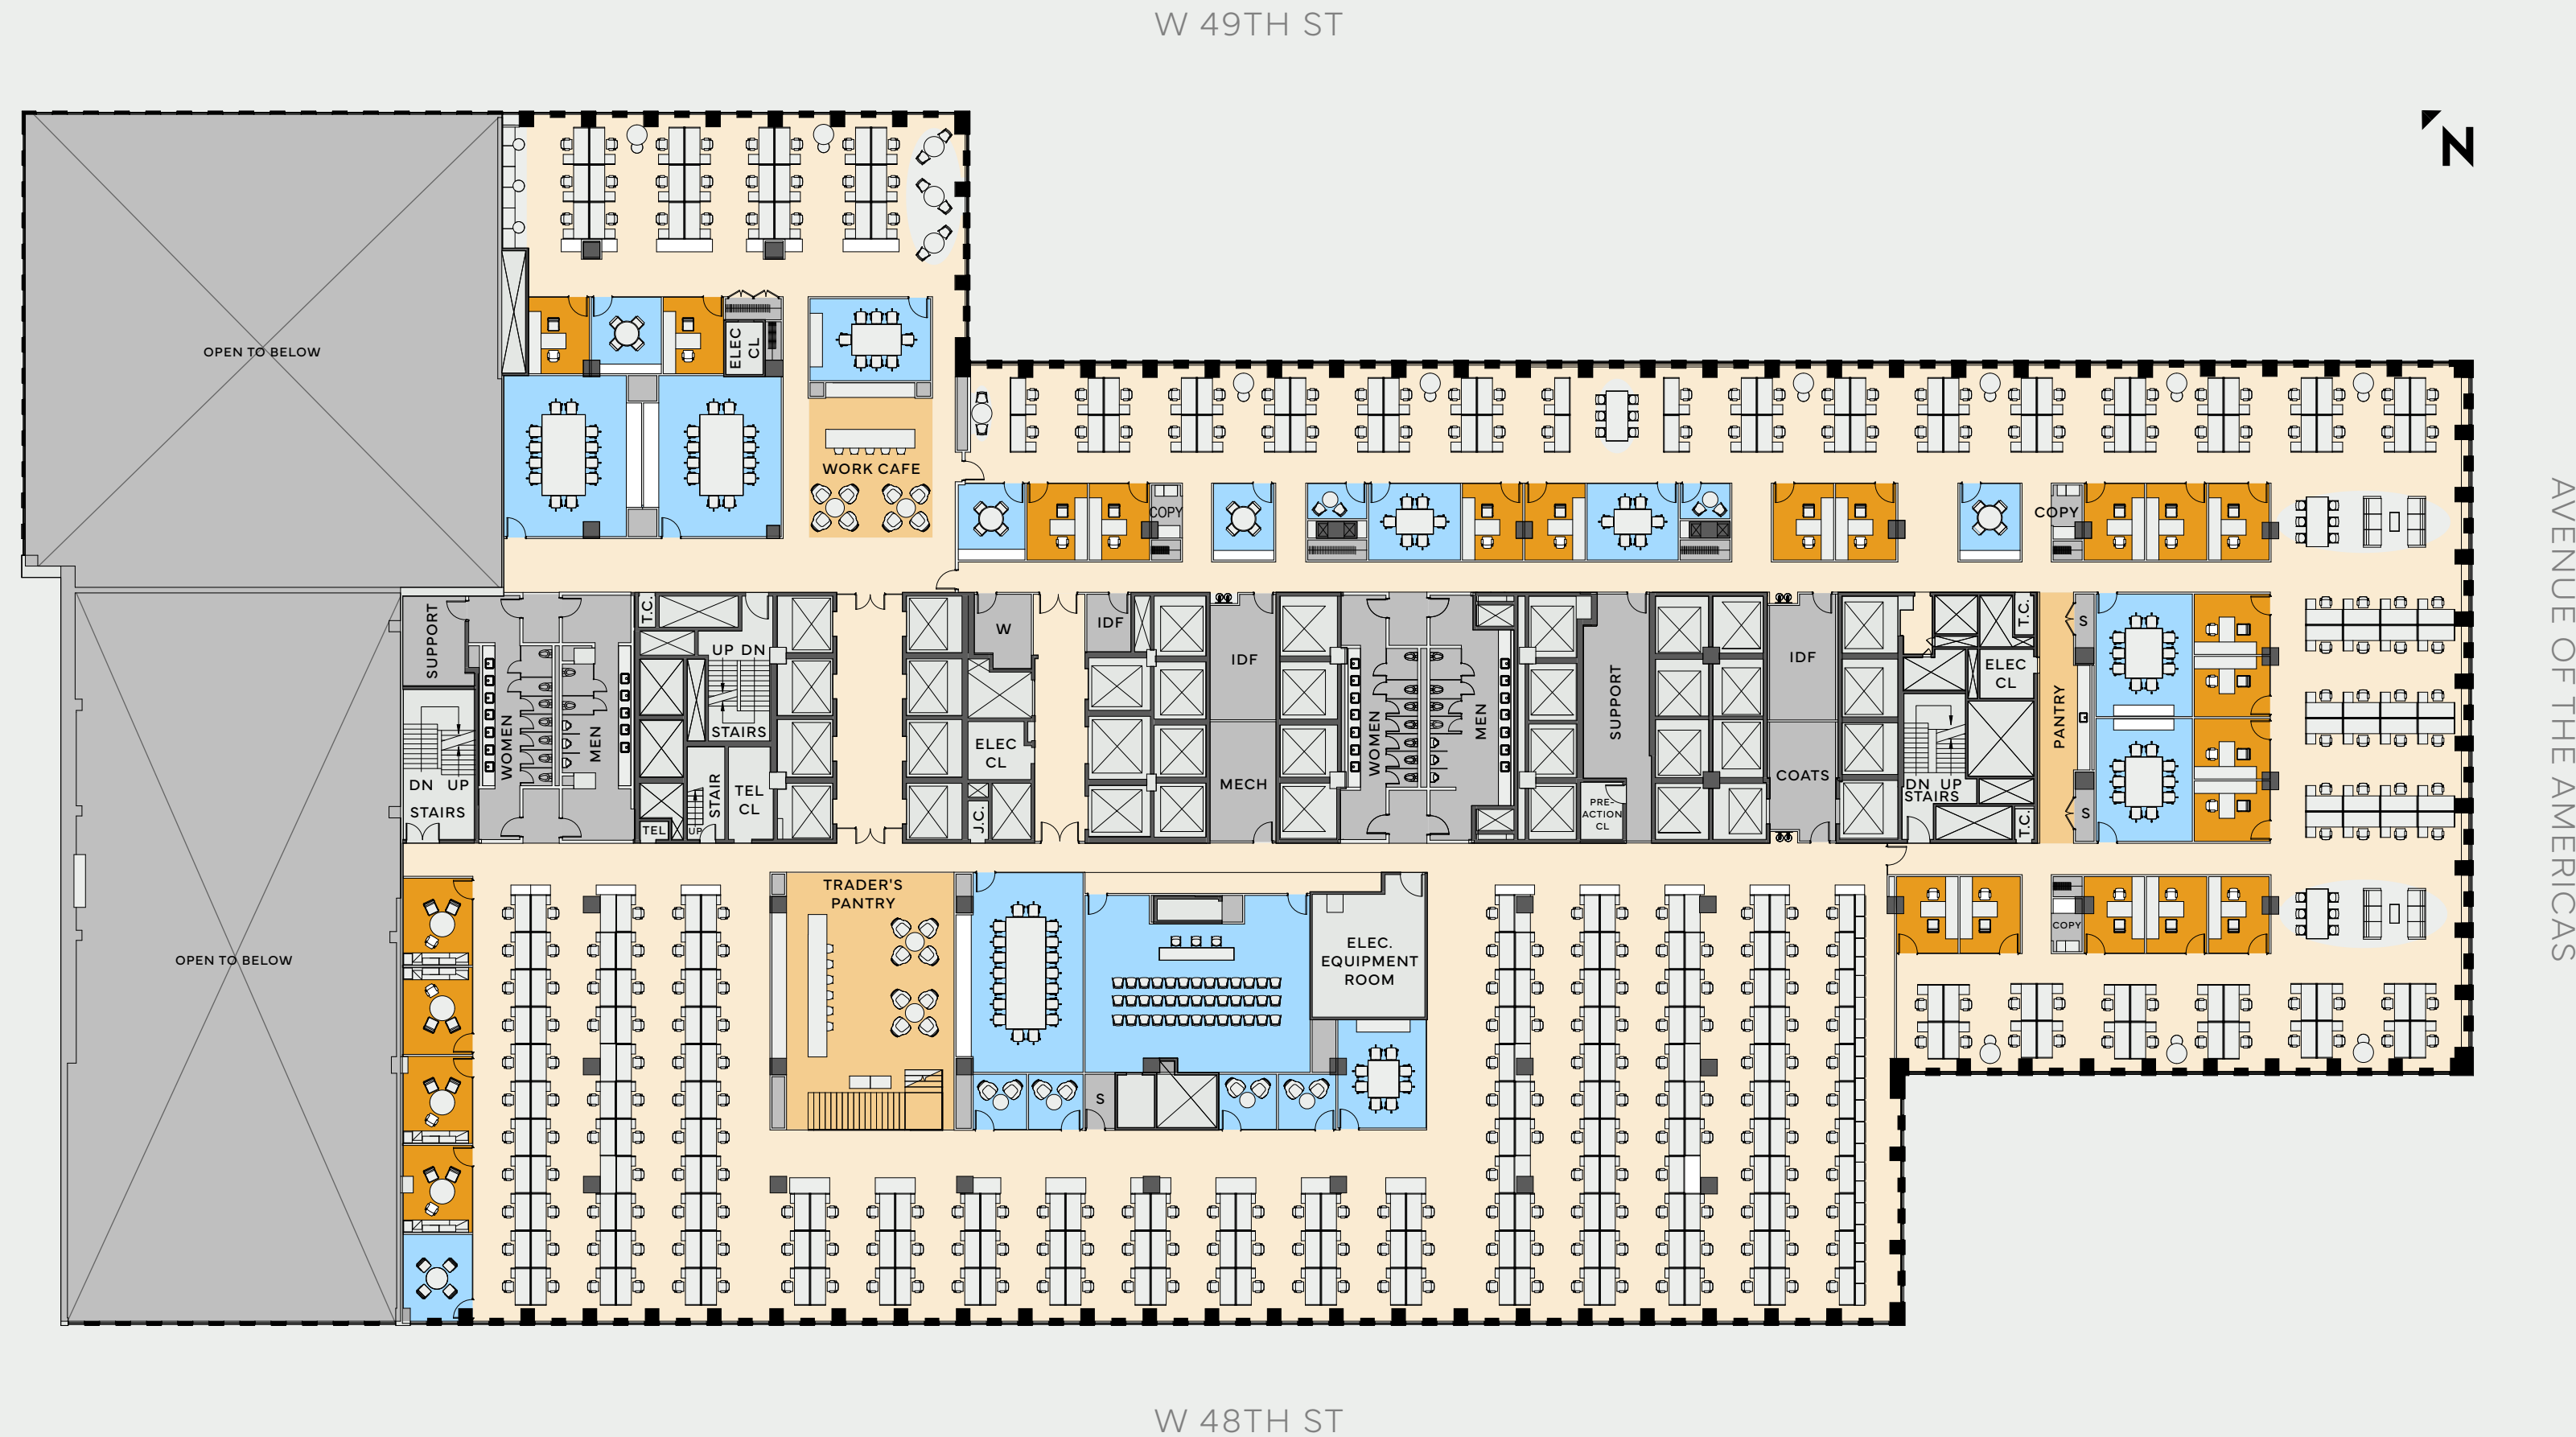 W 49TH ST
N
OPEN TO BELOW
ELEC
CL
WORK CAFE
COPY
COPY
SUPPORT
WOMEN
MEN
T.C.
UP DN
STAIRS
DN UP
STAIRS
STAIR
UP
TEL
TEL
CL
W
ELEC
CL
J.C.
IDF
IDF
MECH
WOMEN
MEN
SUPPORT
PRE-
ACTION
CL
IDF
COATS
T.C.
ELEC
CL
DN UP
STAIRS
T.C.
PANTRY
S
S
AVENUE OF THE AMERICAS
OPEN TO BELOW
TRADER'S
PANTRY
ELEC.
EQUIPMENT
ROOM
S
COPY
W 48TH ST